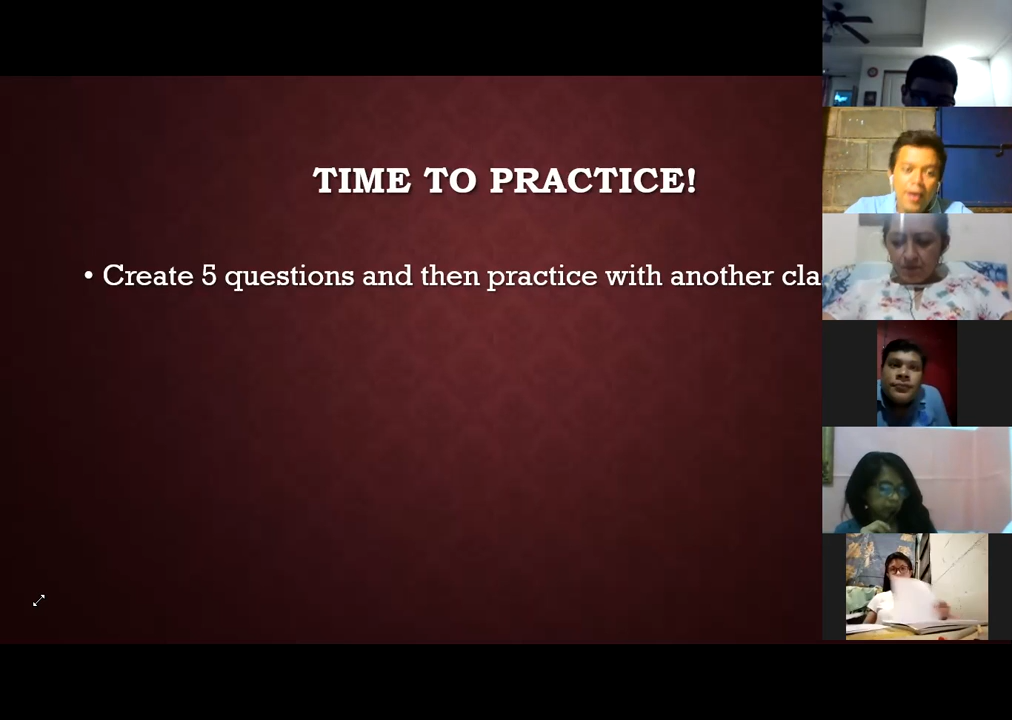 TIME TO PRACTICE!
• Create 5 questions and then practice with another cla